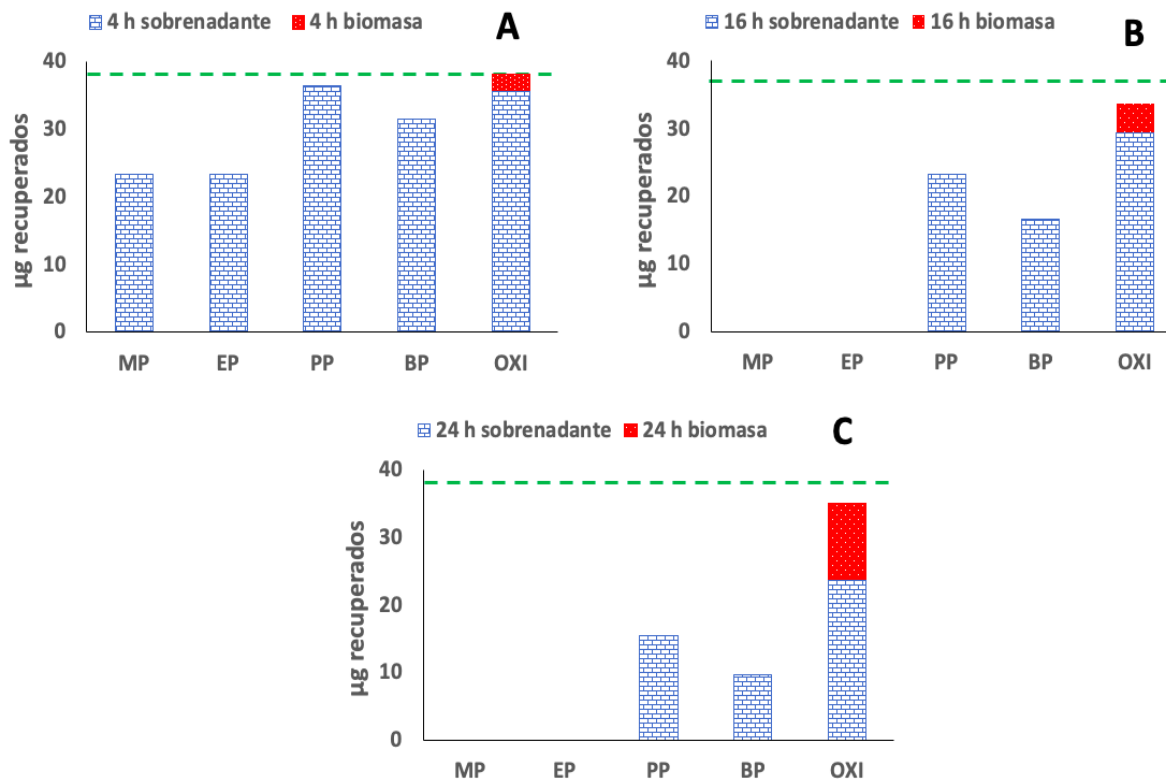 4 h sobrenadante 4 h biomasa
A
µg recuperados
40
30
20
10
0
MP EP PP BP OXI
16 h sobrenadante 16 h biomasa
B
µg recuperados
40
30
20
10
0
MP EP PP BP OXI
24 h sobrenadante 24 h biomasa
C
µg recuperados
40
30
20
10
0
MP EP PP BP OXI